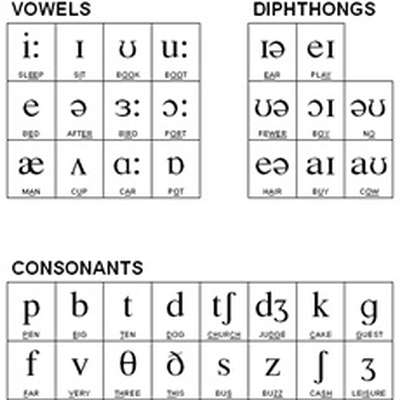 VOWELS
DIPHTHONGS
iː ɪ ʊ uː ɪə eɪ
SLEEP SIT BOOK BOOT EAR PLAY
e ə ɜː ɔː ʊə ɔɪ əʊ
BED AFTER BIRD PORT FEWER BOY NO
æ ʌ ɑː ɒ eə aɪ aʊ
MAN CUP CAR POT HAIR BUY COW
CONSONANTS
p b t d tʃ dʒ k g
PEN BIG TEN DOG CHURCH JUDGE CAKE GUEST
f v θ ð s z ʃ ʒ
FAR VERY THREE THIS BUS BUZZ CASH LEISURE